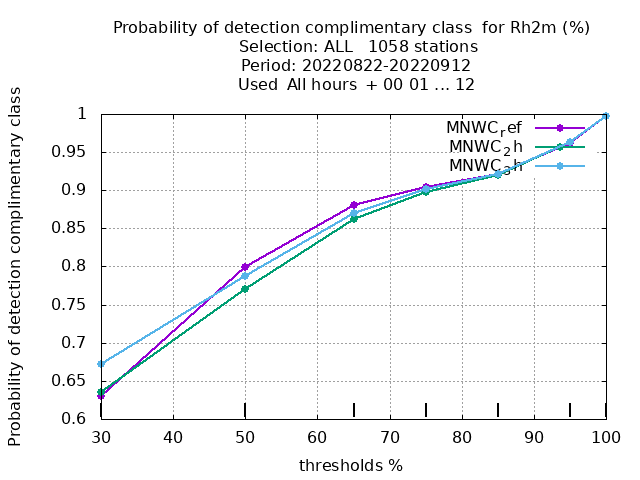 Probability of detection complimentary class  for Rh2m (%)
Selection: ALL   1058 stations
Period: 20220822-20220912
Used  All hours  + 00 01 ... 12
Probability of detection complimentary class
1
0.95
0.9
0.85
0.8
0.75
0.7
0.65
0.6
MNWC_ref
MNWC_2h
MNWC_3h
30 40 50 60 70 80 90 100
thresholds %